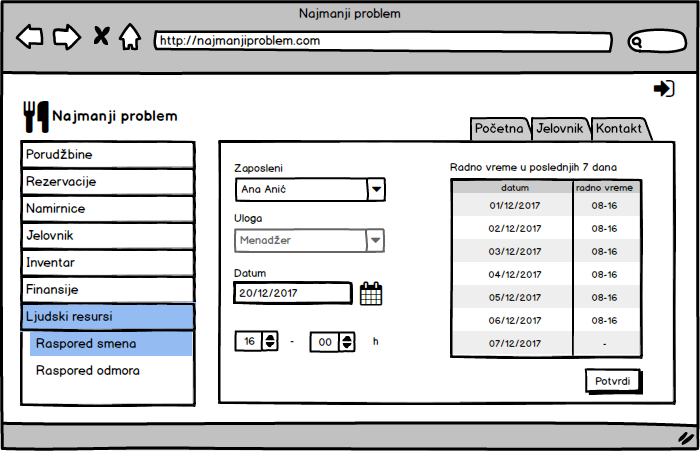 Najmanji problem
http://najmanjiproblem.com
Najmanji problem
Početna Jelovnik Kontakt
Porudžbine
Rezervacije
Namirnice
Jelovnik
Inventar
Finansije
Ljudski resursi
Raspored smena
Raspored odmora
Zaposleni
Ana Anić
Uloga
Menadžer
Datum
20/12/2017
16 - 00 h
Radno vreme u poslednjih 7 dana
datum radno vreme
01/12/2017 08-16
02/12/2017 08-16
03/12/2017 08-16
04/12/2017 08-16
05/12/2017 08-16
06/12/2017 08-16
07/12/2017 -
Potvrdi